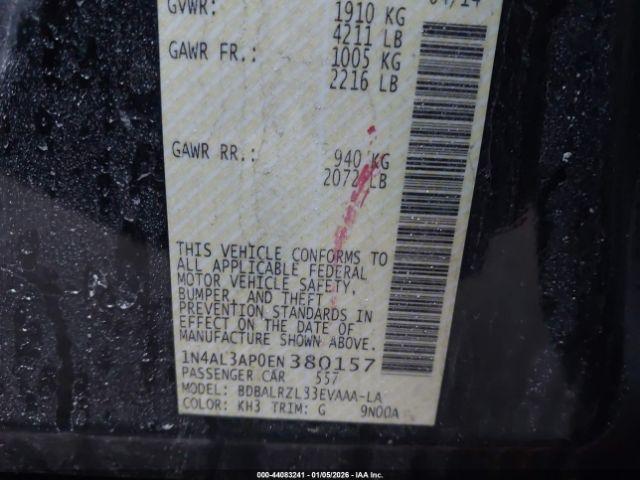 GVWR: 1910 KG 04/14
4211 LB
GAWR FR.: 1005 KG
2216 LB
GAWR RR.: 940 KG
2072 LB
THIS VEHICLE CONFORMS TO
ALL APPLICABLE FEDERAL
MOTOR VEHICLE SAFETY,
BUMPER, AND THEFT
PREVENTION STANDARDS IN
EFFECT ON THE DATE OF
MANUFACTURE SHOWN ABOVE.
1N4AL3AP0EN380157
PASSENGER CAR 557
MODEL: BDBALRZL33EVAAA-LA
COLOR: KH3 TRIM: G 9N00A
000-44083241 - 01/05/2026 - IAA Inc.